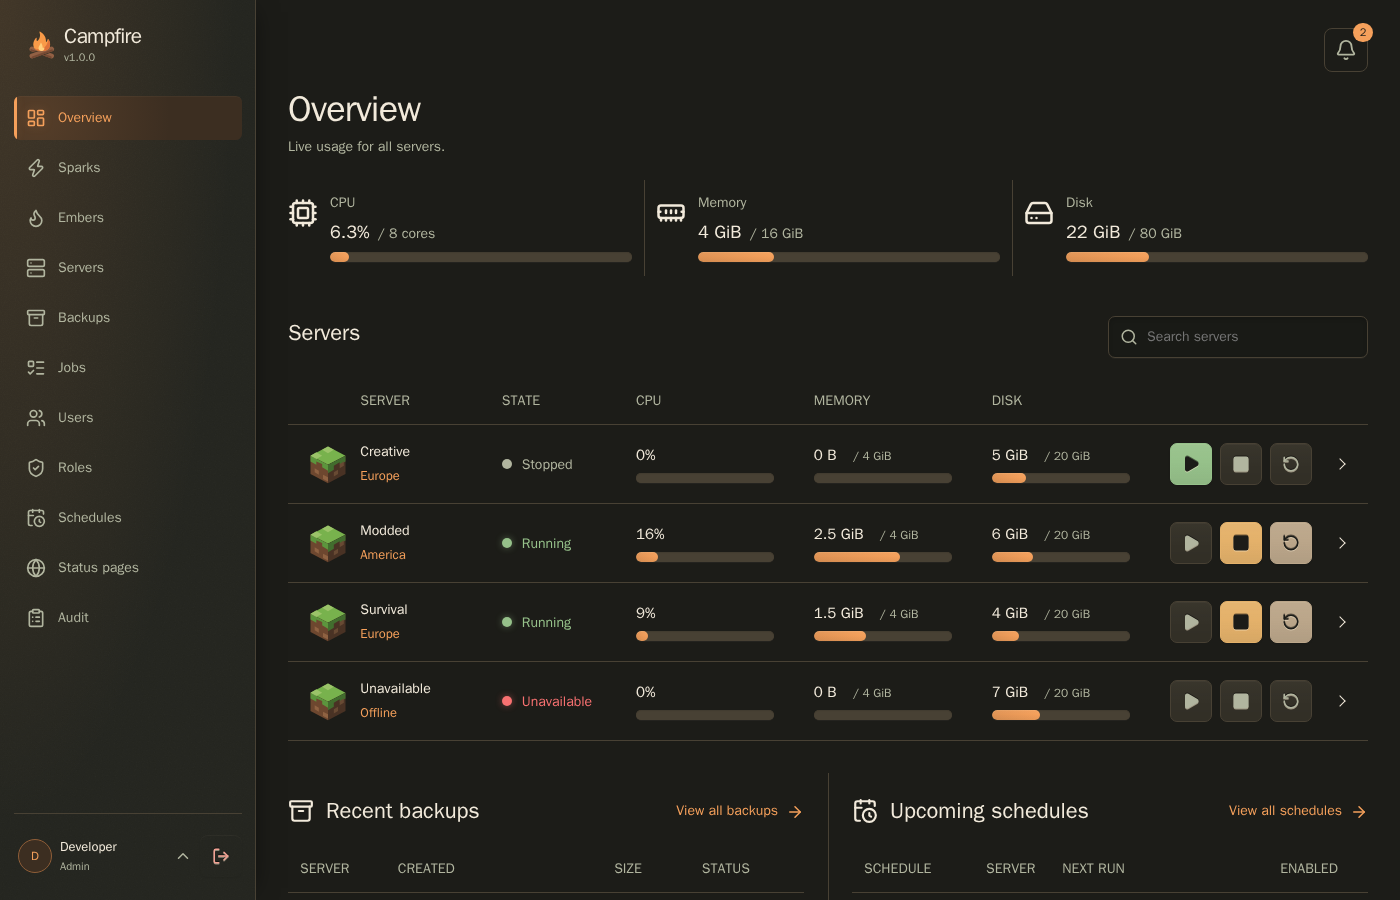 Campfire
v1.0.0
2
Overview
Sparks
Embers
Servers
Backups
Jobs
Users
Roles
Schedules
Status pages
Audit
D
Developer
Admin
Overview
Live usage for all servers.
CPU
6.3% / 8 cores
Memory
4 GiB / 16 GiB
Disk
22 GiB / 80 GiB
Servers
Search servers
SERVER STATE CPU MEMORY DISK
Creative
Europe
Stopped
0%
0 B / 4 GiB
5 GiB / 20 GiB
Modded
America
Running
16%
2.5 GiB / 4 GiB
6 GiB / 20 GiB
Survival
Europe
Running
9%
1.5 GiB / 4 GiB
4 GiB / 20 GiB
Unavailable
Offline
Unavailable
0%
0 B / 4 GiB
7 GiB / 20 GiB
Recent backups
View all backups
SERVER CREATED SIZE STATUS
Upcoming schedules
View all schedules
SCHEDULE SERVER NEXT RUN ENABLED